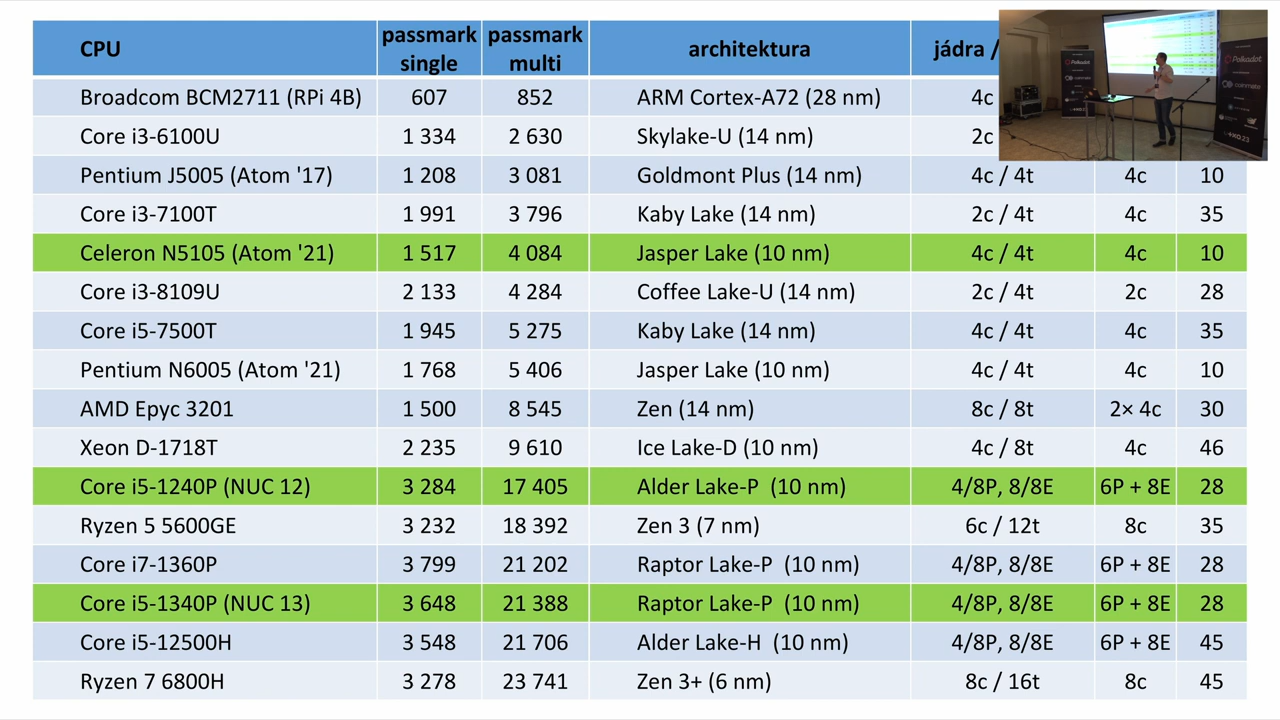 CPU passmark single passmark multi architektura jádra /
Broadcom BCM2711 (RPi 4B) 607 852 ARM Cortex-A72 (28 nm) 4c
Core i3-6100U 1 334 2 630 Skylake-U (14 nm) 2c
Pentium J5005 (Atom '17) 1 208 3 081 Goldmont Plus (14 nm) 4c / 4t 4c 10
Core i3-7100T 1 991 3 796 Kaby Lake (14 nm) 2c / 4t 4c 35
Celeron N5105 (Atom '21) 1 517 4 084 Jasper Lake (10 nm) 4c / 4t 4c 10
Core i3-8109U 2 133 4 284 Coffee Lake-U (14 nm) 2c / 4t 2c 28
Core i5-7500T 1 945 5 275 Kaby Lake (14 nm) 4c / 4t 4c 35
Pentium N6005 (Atom '21) 1 768 5 406 Jasper Lake (10 nm) 4c / 4t 4c 10
AMD Epyc 3201 1 500 8 545 Zen (14 nm) 8c / 8t 2× 4c 30
Xeon D-1718T 2 235 9 610 Ice Lake-D (10 nm) 4c / 8t 4c 46
Core i5-1240P (NUC 12) 3 284 17 405 Alder Lake-P (10 nm) 4/8P, 8/8E 6P + 8E 28
Ryzen 5 5600GE 3 232 18 392 Zen 3 (7 nm) 6c / 12t 8c 35
Core i7-1360P 3 799 21 202 Raptor Lake-P (10 nm) 4/8P, 8/8E 6P + 8E 28
Core i5-1340P (NUC 13) 3 648 21 388 Raptor Lake-P (10 nm) 4/8P, 8/8E 6P + 8E 28
Core i5-12500H 3 548 21 706 Alder Lake-H (10 nm) 4/8P, 8/8E 6P + 8E 45
Ryzen 7 6800H 3 278 23 741 Zen 3+ (6 nm) 8c / 16t 8c 45
Polkadot
coinmate
Polkadot
coinmate